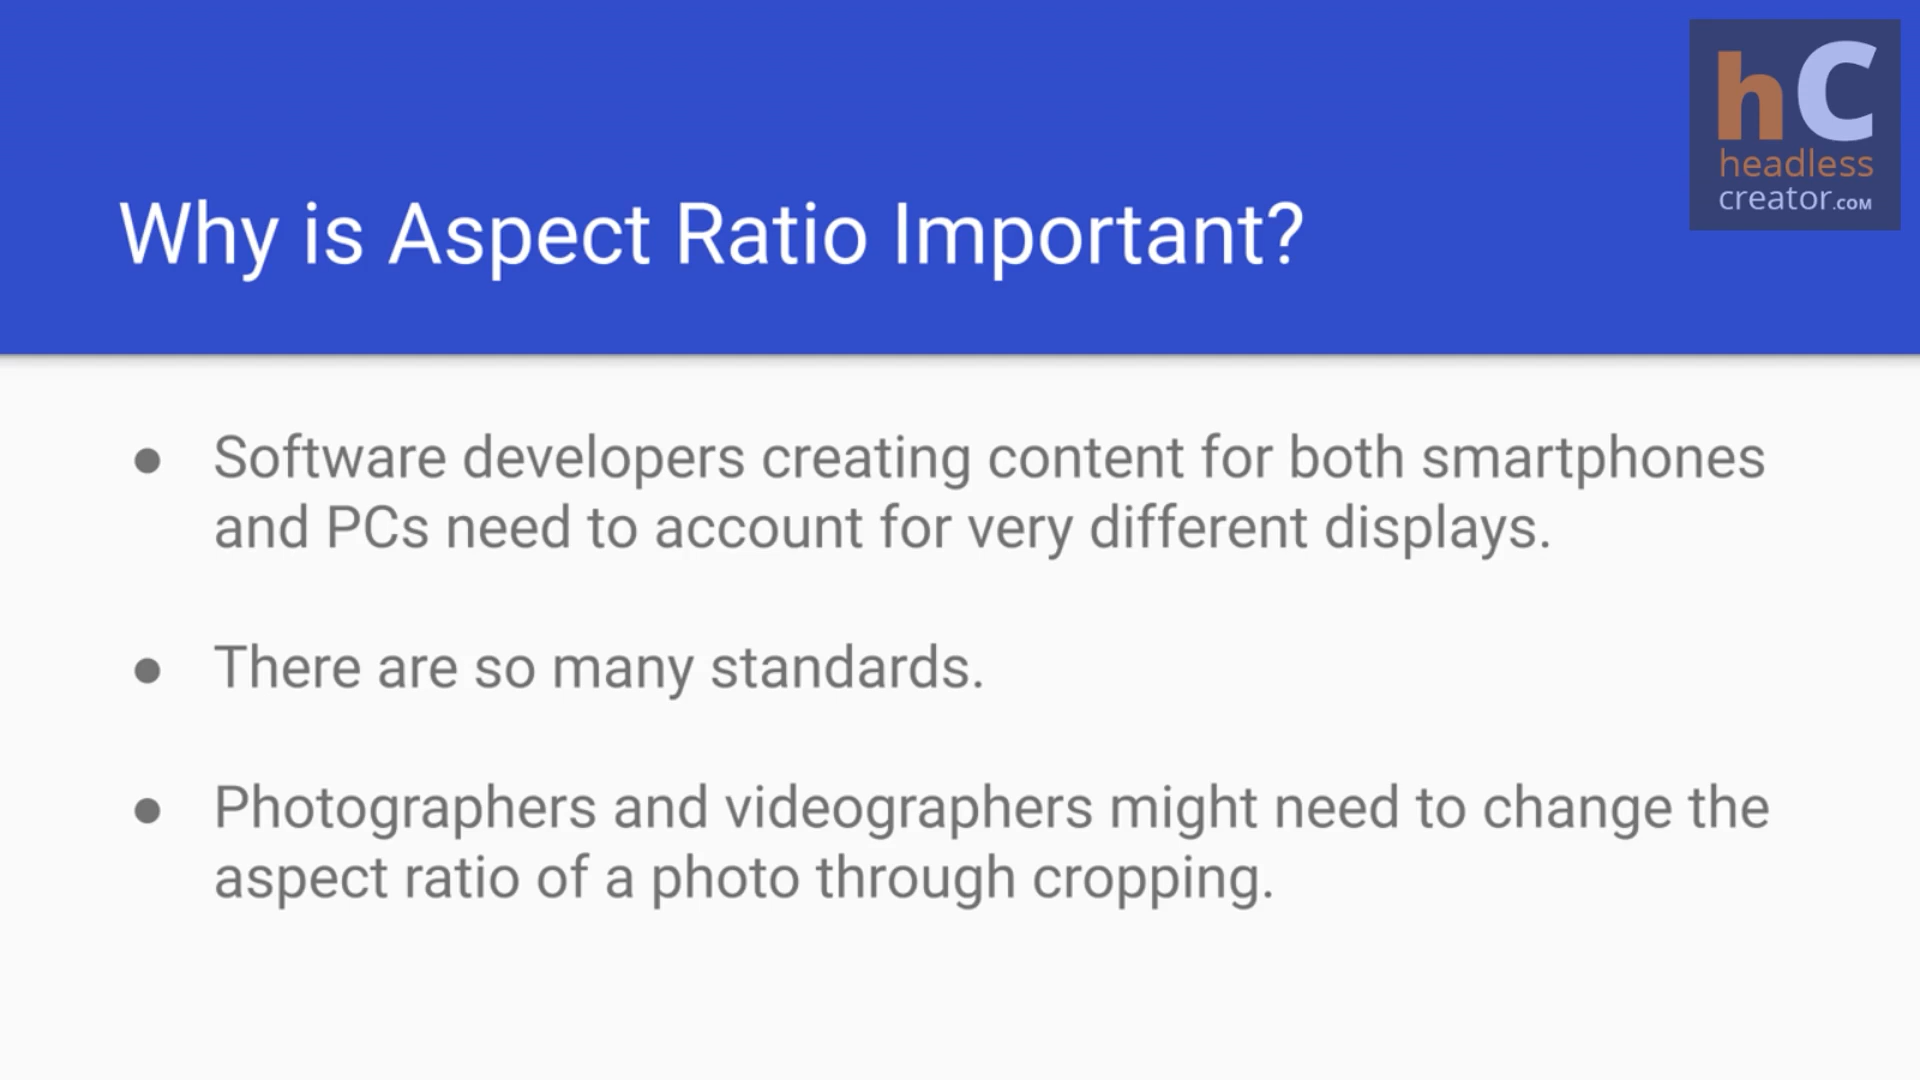 hC
headless
creator.COM
Why is Aspect Ratio Important?
● Software developers creating content for both smartphones
and PCs need to account for very different displays.
● There are so many standards.
● Photographers and videographers might need to change the
aspect ratio of a photo through cropping.